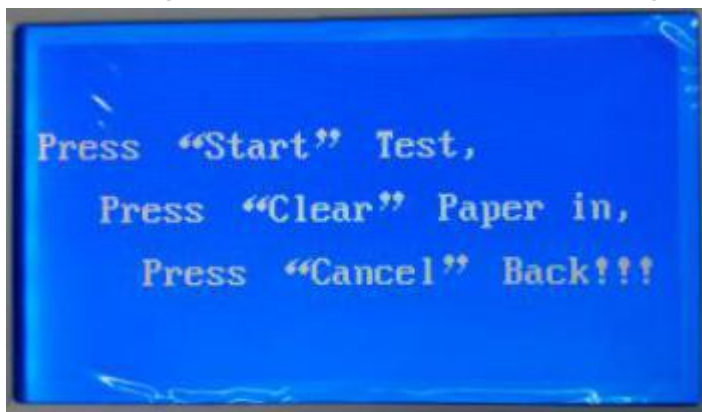 Press “Start” Test,
Press “Clear” Paper in,
Press “Cancel” Back!!!